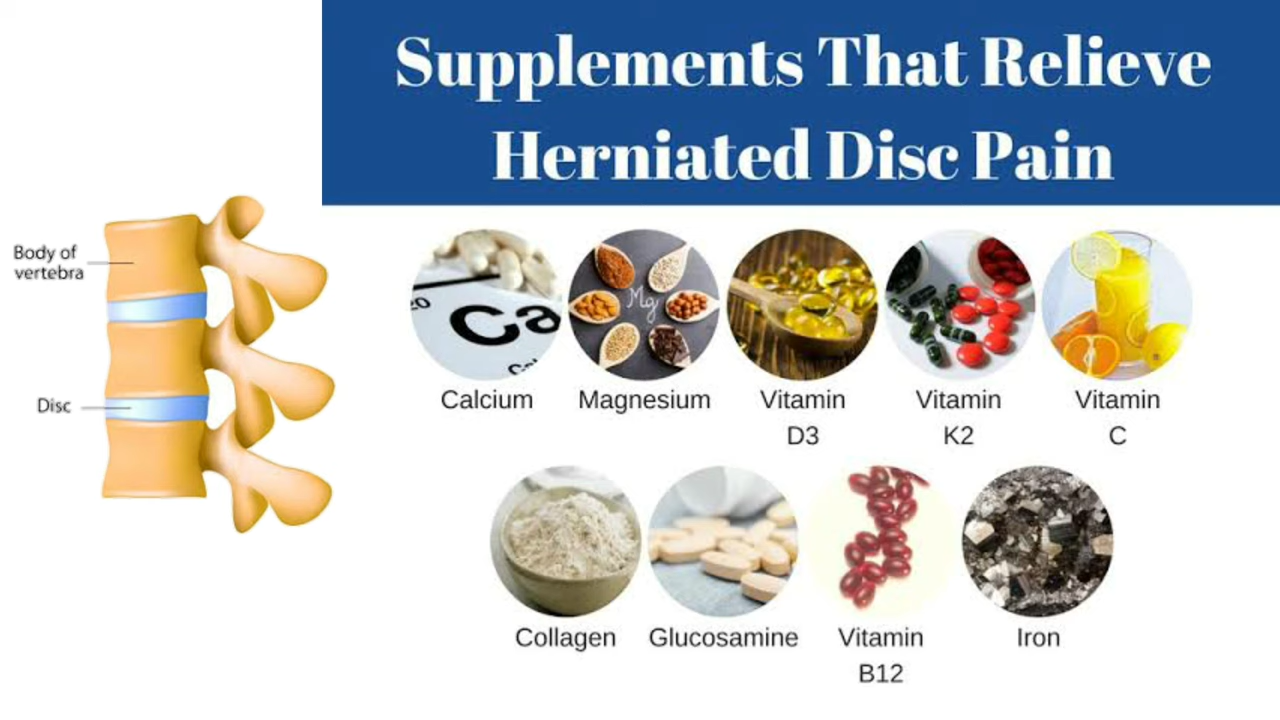 Supplements That Relieve
Herniated Disc Pain
Body of
vertebra
Disc
Ca
Mg
Calcium
Magnesium
Vitamin
D3
Vitamin
K2
Vitamin
C
Collagen
Glucosamine
Vitamin
B12
Iron